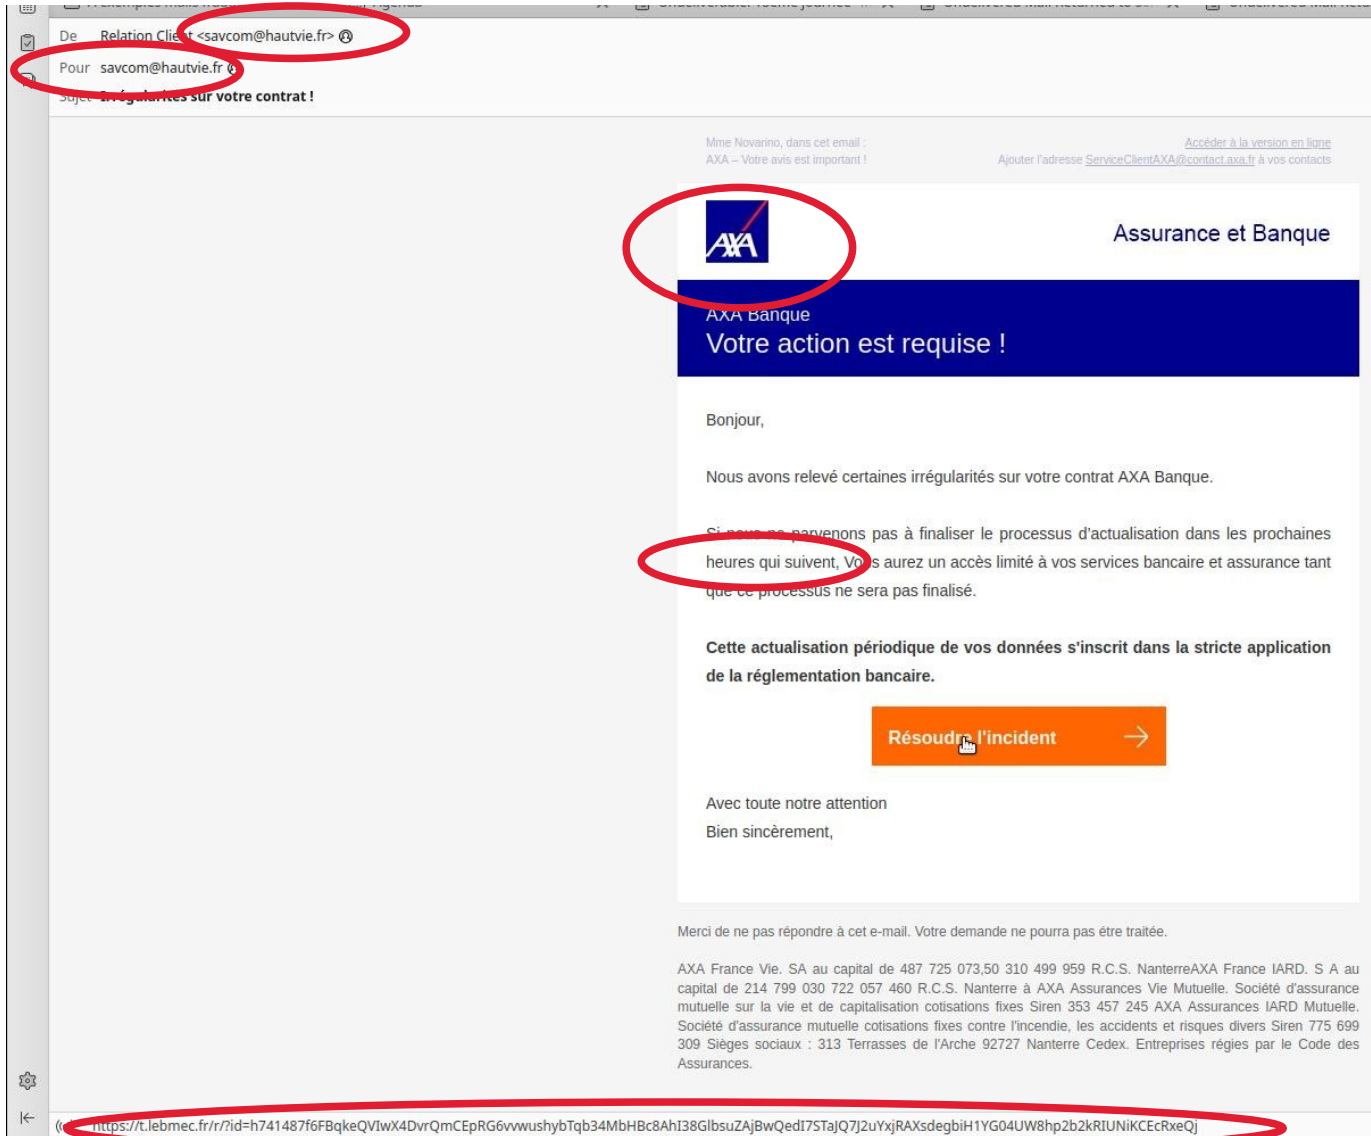 De Relation Client <savcom@hautvie.fr>
Pour savcom@hautvie.fr
Sujet Irrégularités sur votre contrat !
Mme Novarino, dans cet email :
Accéder à la version en ligne
AXA – Votre avis est important !
Ajouter l'adresse ServiceClientAXA@contact.axa.fr à vos contacts
AXA
Assurance et Banque
AXA Banque
Votre action est requise !
Bonjour,
Nous avons relevé certaines irrégularités sur votre contrat AXA Banque.
Si nous ne parvenons pas à finaliser le processus d'actualisation dans les prochaines
heures qui suivent, Vous aurez un accès limité à vos services bancaire et assurance tant
que ce processus ne sera pas finalisé.
Cette actualisation périodique de vos données s'inscrit dans la stricte application
de la réglementation bancaire.
Résoudre l'incident
Avec toute notre attention
Bien sincèrement,
Merci de ne pas répondre à cet e-mail. Votre demande ne pourra pas étre traitée.
AXA France Vie. SA au capital de 487 725 073,50 310 499 959 R.C.S. NanterreAXA France IARD. S A au
capital de 214 799 030 722 057 460 R.C.S. Nanterre à AXA Assurances Vie Mutuelle. Société d'assurance
mutuelle sur la vie et de capitalisation cotisations fixes Siren 353 457 245 AXA Assurances IARD Mutuelle.
Société d'assurance mutuelle cotisations fixes contre l'incendie, les accidents et risques divers Siren 775 699
309 Sièges sociaux : 313 Terrasses de l'Arche 92727 Nanterre Cedex. Entreprises régies par le Code des
Assurances.
https://t.lebmec.fr/r/?id=h741487f6FBqkeQVIwX4DvrQmCEpRG6vvwushybTqb34MbHBc8AhI38GlbsuZAjBwQedI7STaJQ7J2uYxjRAXsdegbiH1YG04UW8hp2b2kRIUNiKCEcRxeQj